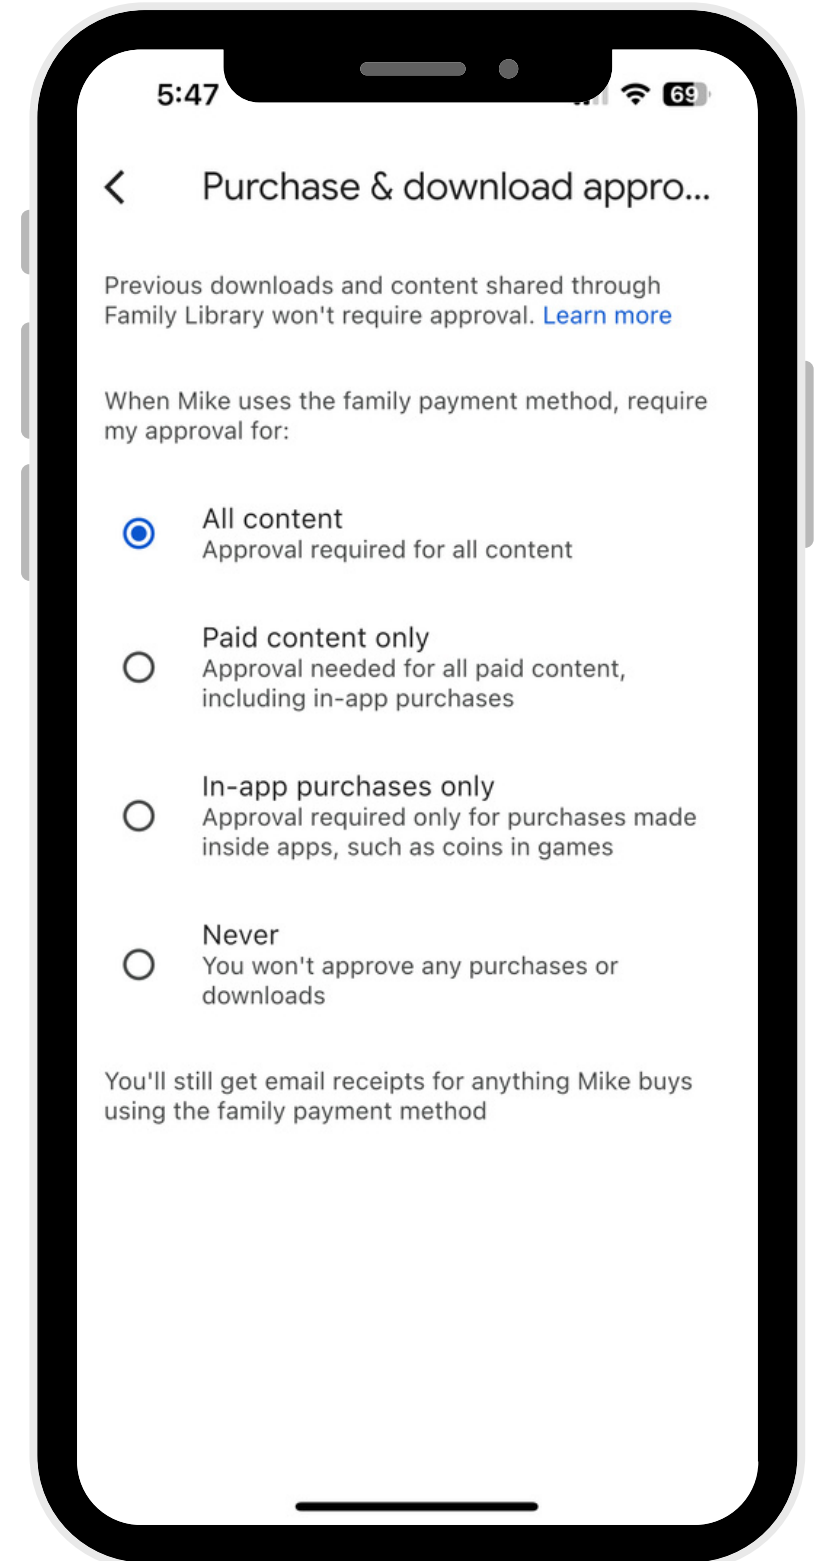 5:47
69
Purchase & download appro...
Previous downloads and content shared through
Family Library won't require approval. Learn more
When Mike uses the family payment method, require
my approval for:
All content
Approval required for all content
Paid content only
Approval needed for all paid content,
including in-app purchases
In-app purchases only
Approval required only for purchases made
inside apps, such as coins in games
Never
You won't approve any purchases or
downloads
You'll still get email receipts for anything Mike buys
using the family payment method